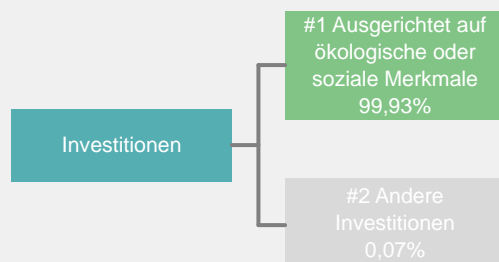 #1 Ausgerichtet auf
ökologische oder
soziale Merkmale
99,93%
Investitionen
#2 Andere
Investitionen
0,07%